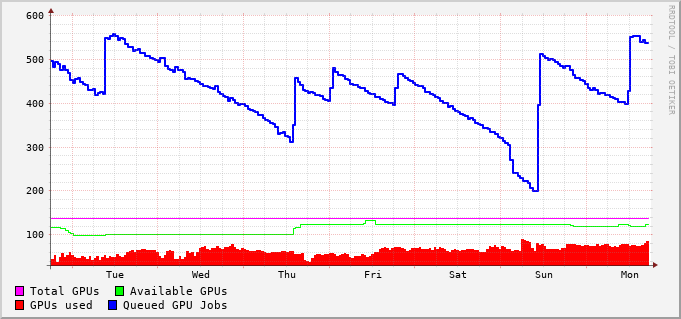 600
500
400
300
200
100
Tue Wed Thu Fri Sat Sun Mon
Total GPUs Available GPUs
GPUs used Queued GPU Jobs
RRDTOOL / TOBI OETIKER